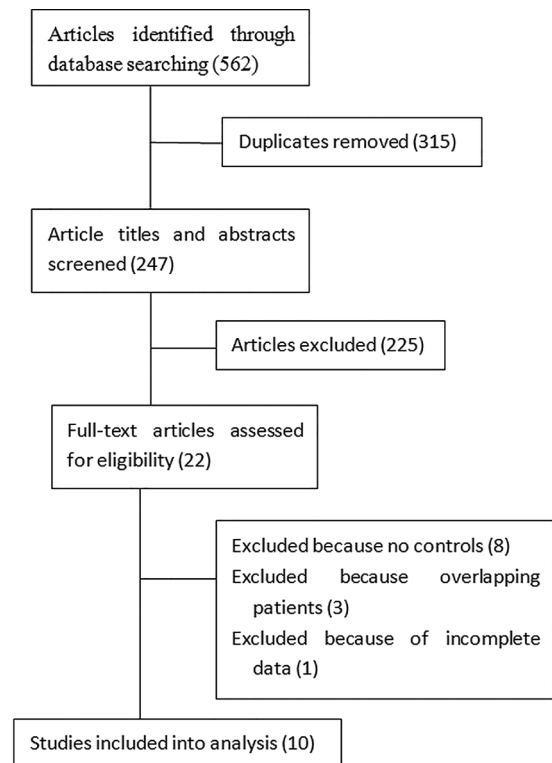 Articles identified through
database searching (562)
Duplicates removed (315)
Article titles and abstracts
screened (247)
Articles excluded (225)
Full-text articles assessed
for eligibility (22)
Excluded because no controls (8)
Excluded because overlapping
patients (3)
Excluded because of incomplete
data (1)
Studies included into analysis (10)